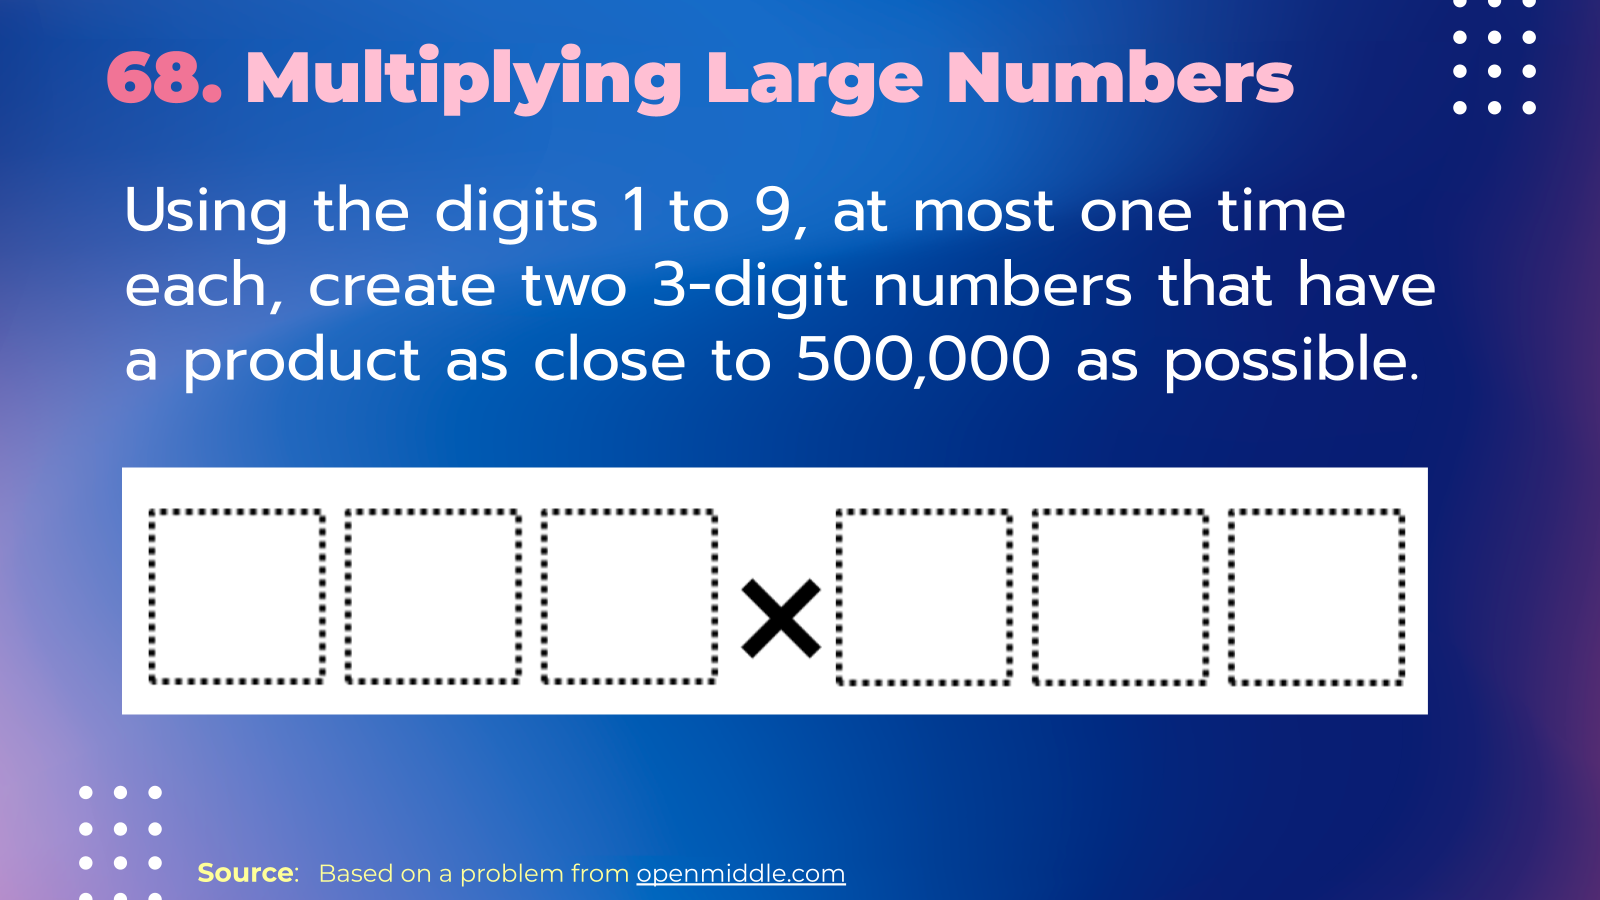 68. Multiplying Large Numbers
Using the digits 1 to 9, at most one time
each, create two 3-digit numbers that have
a product as close to 500,000 as possible.
×
Source: Based on a problem from openmiddle.com